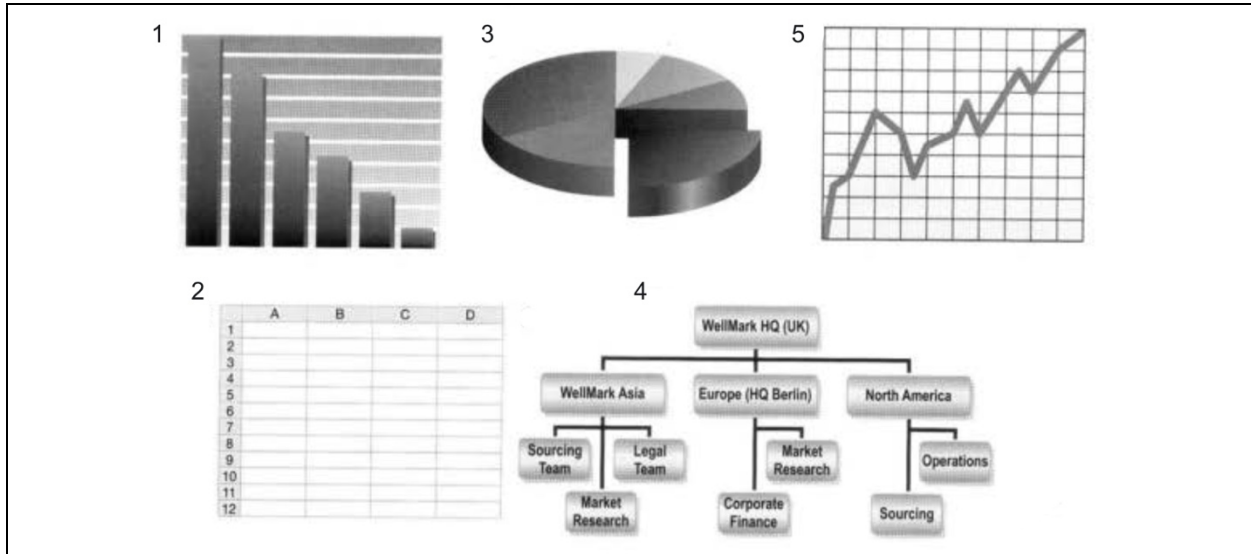 1
3
5
2
A B C D
1
2
3
4
5
6
7
8
9
10
11
12
4
WellMark HQ (UK)
WellMark Asia
Europe (HQ Berlin)
North America
Sourcing
Team
Legal
Team
Market
Research
Operations
Market
Research
Corporate
Finance
Sourcing